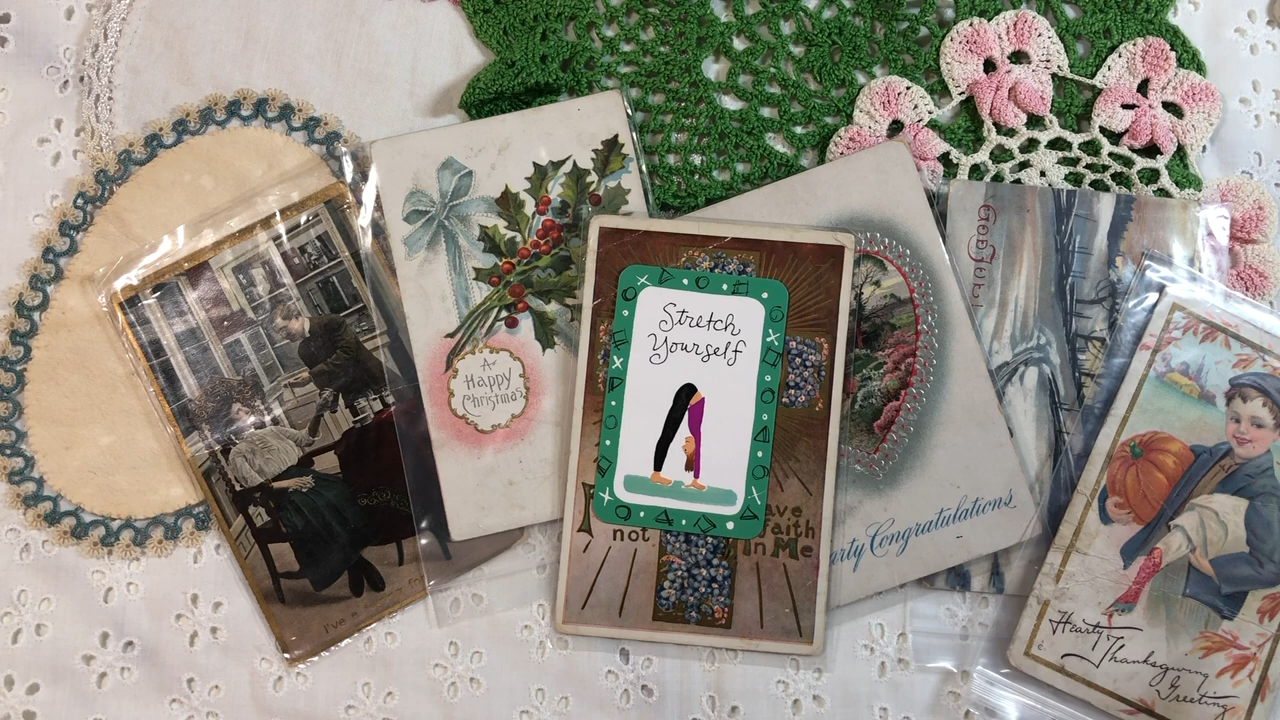 A
Happy
Christmas
Stretch
Yourself
F
not
ave
faith
in Me
arty Congratulations
God Jul!
I've a
Hearty
Thanksgiving
Greeting